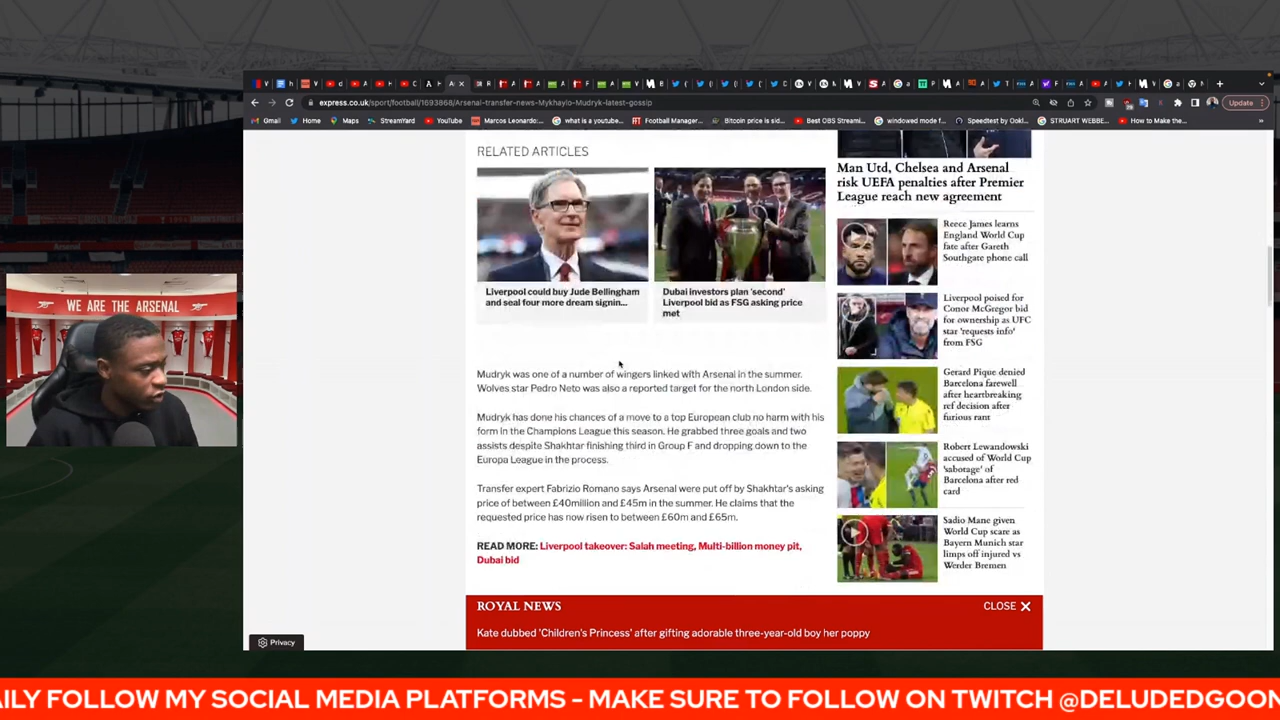 express.co.uk/sport/football/1693868/Arsenal-transfer-news-Mykhaylo-Mudryk-latest-gossip
Update
Gmail
Home
Maps
StreamYard
YouTube
Marcos Leonardo:...
what is a youtube...
Football Manager...
Bitcoin price is sid...
Best OBS Streami...
windowed mode f...
Speedtest by Ookl...
STRUART WEBBE...
How to Make the...
RELATED ARTICLES
Liverpool could buy Jude Bellingham
and seal four more dream signin...
Dubai investors plan 'second'
Liverpool bid as FSG asking price
met
Mudryk was one of a number of wingers linked with Arsenal in the summer.
Wolves star Pedro Neto was also a reported target for the north London side.
Mudryk has done his chances of a move to a top European club no harm with his
form in the Champions League this season. He grabbed three goals and two
assists despite Shakhtar finishing third in Group F and dropping down to the
Europa League in the process.
Transfer expert Fabrizio Romano says Arsenal were put off by Shakhtar's asking
price of between £40million and £45m in the summer. He claims that the
requested price has now risen to between £60m and £65m.
READ MORE: Liverpool takeover: Salah meeting, Multi-billion money pit,
Dubai bid
Man Utd, Chelsea and Arsenal
risk UEFA penalties after Premier
League reach new agreement
Reece James learns
England World Cup
fate after Gareth
Southgate phone call
Liverpool poised for
Conor McGregor bid
for ownership as UFC
star 'requests info'
from FSG
Gerard Pique denied
Barcelona farewell
after heartbreaking
ref decision after
furious rant
Robert Lewandowski
accused of World Cup
'sabotage' of
Barcelona after red
card
Sadio Mane given
World Cup scare as
Bayern Munich star
limps off injured vs
Werder Bremen
ROYAL NEWS
CLOSE
Kate dubbed 'Children's Princess' after gifting adorable three-year-old boy her poppy
Privacy
WE ARE THE ARSENAL
AILY FOLLOW MY SOCIAL MEDIA PLATFORMS - MAKE SURE TO FOLLOW ON TWITCH @DELUDEDGOON